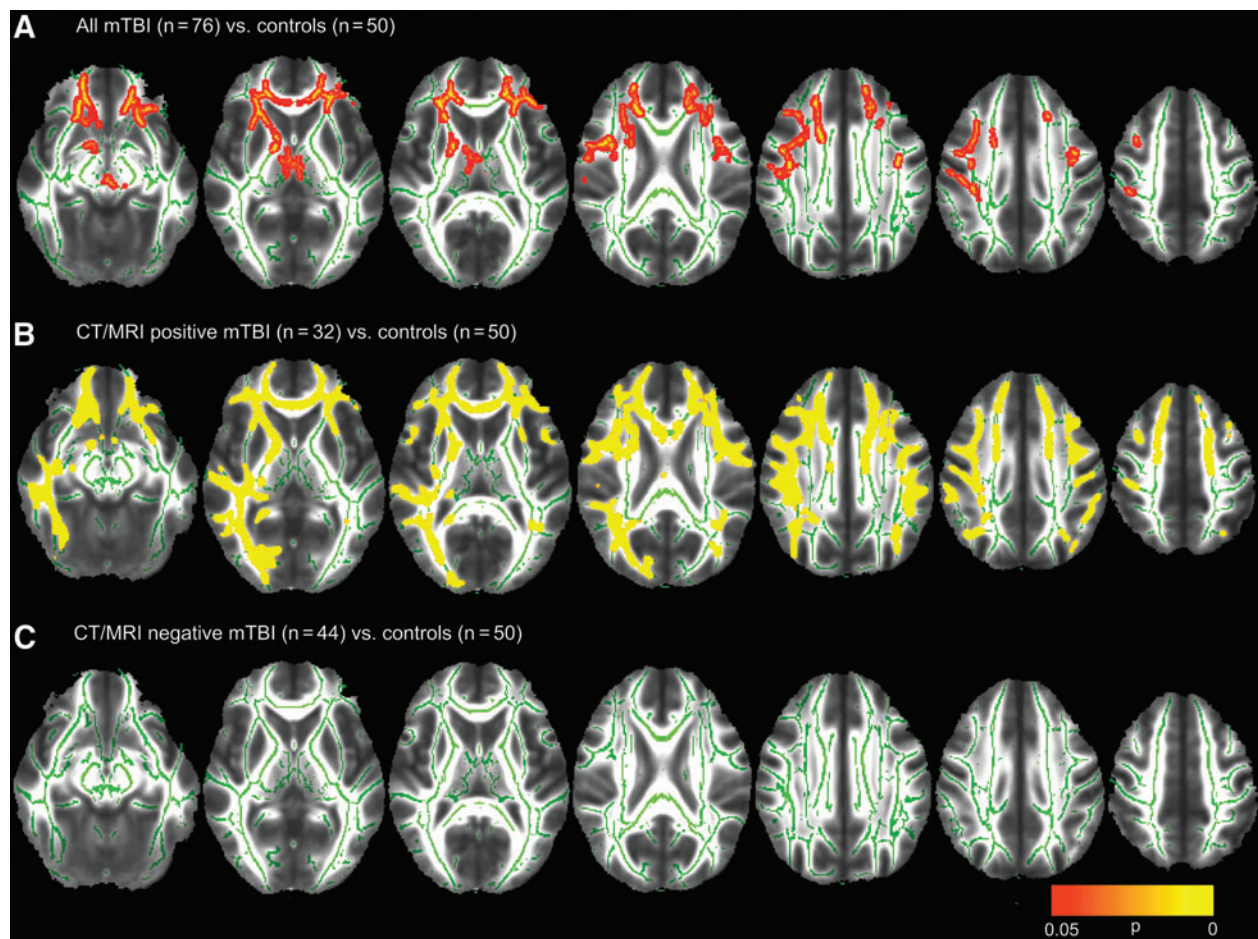 A
All mTBI (n = 76) vs. controls (n = 50)
B
CT/MRI positive mTBI (n = 32) vs. controls (n = 50)
C
CT/MRI negative mTBI (n = 44) vs. controls (n = 50)
0.05 p 0